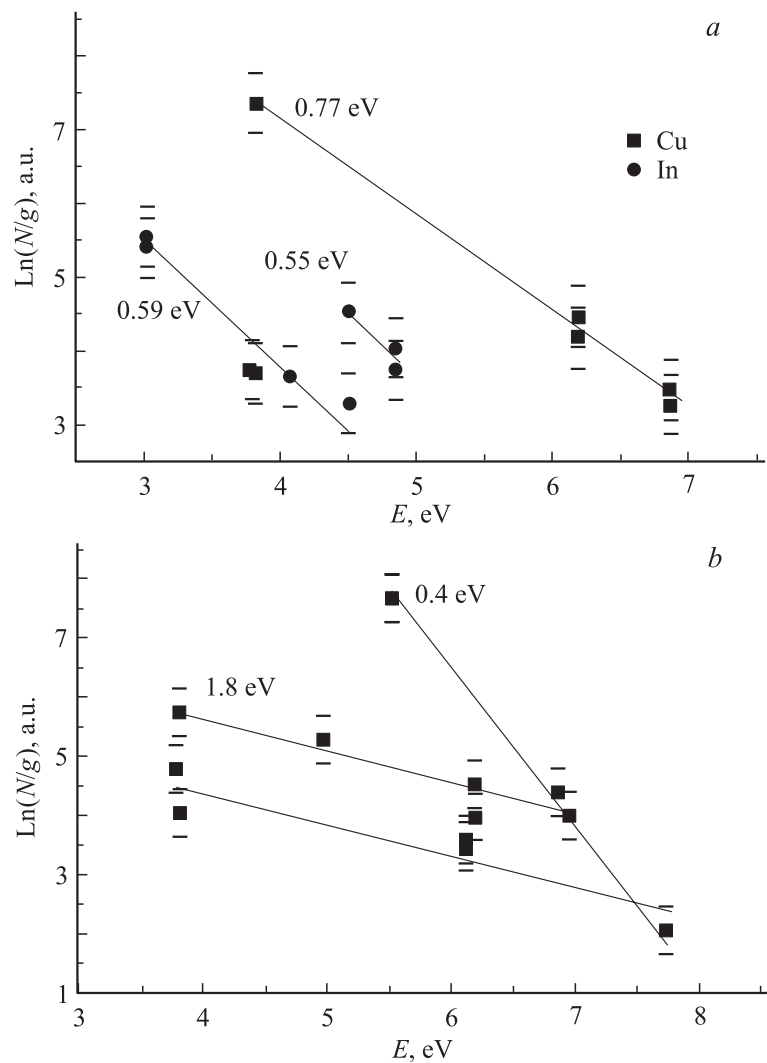 a
0.77 eV
7
Cu
In
Ln(N/g), a.u.
5
0.55 eV
0.59 eV
3
3 4 5 6 7
E, eV
b
0.4 eV
7
1.8 eV
Ln(N/g), a.u.
5
3
1
3 4 5 6 7 8
E, eV